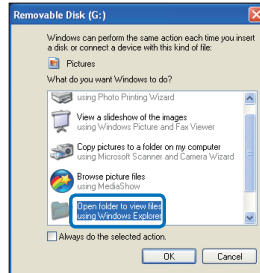 Removable Disk (G:)
Windows can perform the same action each time you insert
a disk or connect a device with this kind of file:
Pictures
What do you want Windows to do?
using Photo Printing Wizard
View a slideshow of the images
using Windows Picture and Fax Viewer
Copy pictures to a folder on my computer
using Microsoft Scanner and Camera Wizard
Browse picture files
using MediaShow
Open folder to view files
using Windows Explorer
Always do the selected action.
OK Cancel